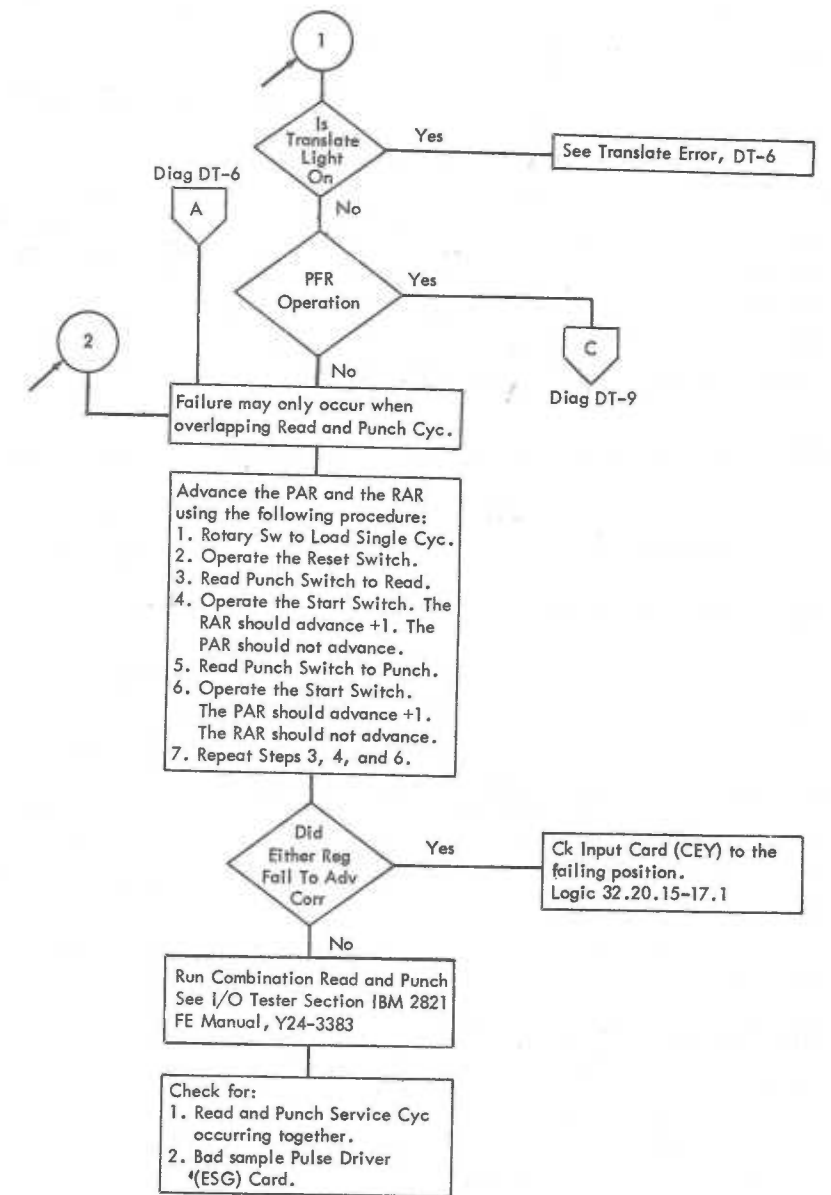 1
Is
Translate
Light
On
Yes
See Translate Error, DT-6
No
Diag DT-6
A
PFR
Operation
Yes
C
Diag DT-9
2
No
Failure may only occur when
overlapping Read and Punch Cyc.
Advance the PAR and the RAR
using the following procedure:
1. Rotary Sw to Load Single Cyc.
2. Operate the Reset Switch.
3. Read Punch Switch to Read.
4. Operate the Start Switch. The
RAR should advance +1. The
PAR should not advance.
5. Read Punch Switch to Punch.
6. Operate the Start Switch.
The PAR should advance +1.
The RAR should not advance.
7. Repeat Steps 3, 4, and 6.
Did
Either Reg
Fail To Adv
Corr
Yes
Ck Input Card (CEY) to the
failing position.
Logic 32.20.15-17.1
No
Run Combination Read and Punch
See I/O Tester Section IBM 2821
FE Manual, Y24-3383
Check for:
1. Read and Punch Service Cyc
occurring together.
2. Bad sample Pulse Driver
(ESG) Card.